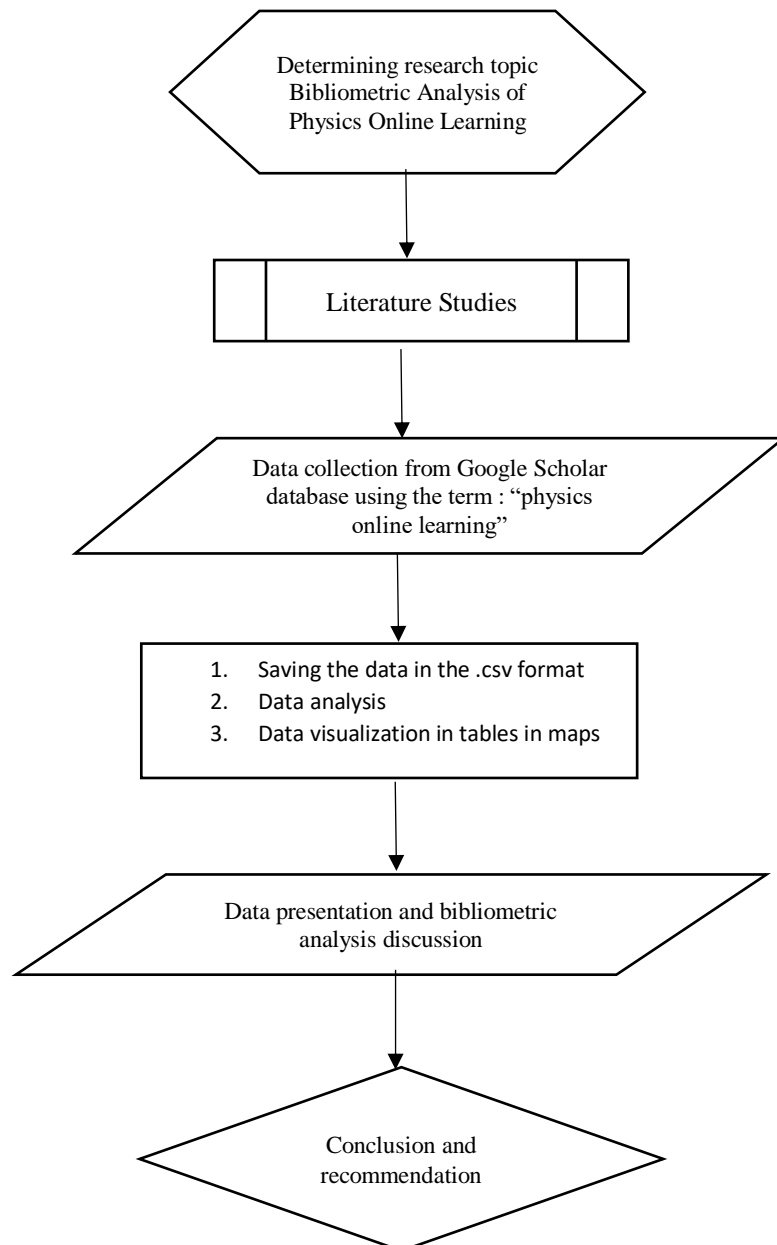 Determining research topic
Bibliometric Analysis of
Physics Online Learning
Literature Studies
Data collection from Google Scholar
database using the term : “physics
online learning”
1. Saving the data in the .csv format
2. Data analysis
3. Data visualization in tables in maps
Data presentation and bibliometric
analysis discussion
Conclusion and
recommendation